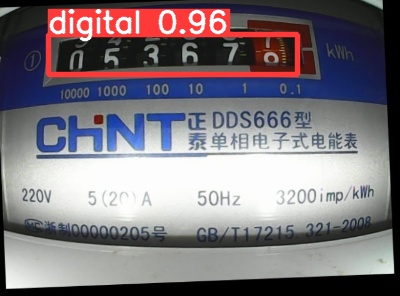 digital 0.96
① 0 5 3 6 7 8 kWh
10000 1000 100 10 1 0.1
CHNT 正泰 DDS666型
单相电子式电能表
220V 5(20)A 50Hz 3200imp/kWh
浙制00000205号 GB/T17215.321-2008